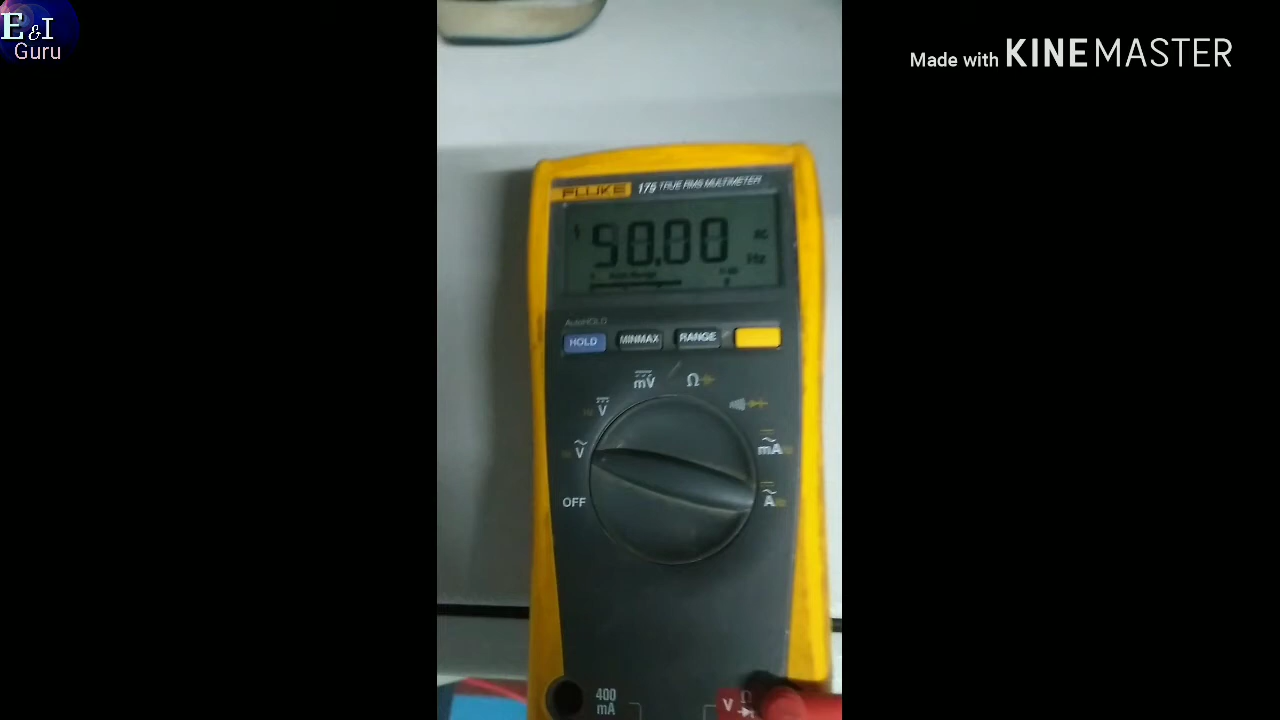 E&I
Guru
Made with KINEMASTER
FLUKE 175 TRUE RMS MULTIMETER
50.00
AC
Hz
AutoHOLD
HOLD
MINMAX
RANGE
mV
Ω
V
V
mA
OFF
A
400
mA
V Ω